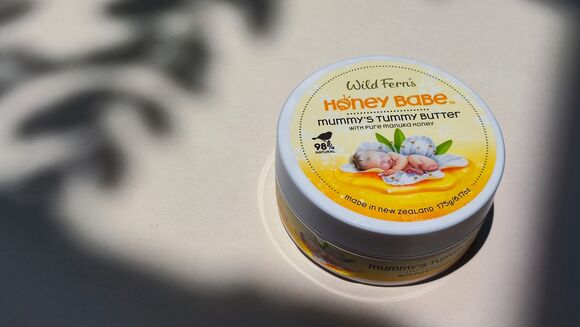 Wild Ferns
HONEY BABE™
MUMMY'S TUMMY BUTTER
WITH PURE MANUKA HONEY
98%
NATURAL
MADE IN NEW ZEALAND 175g/6.17oz
MUMMY'S TUMMY